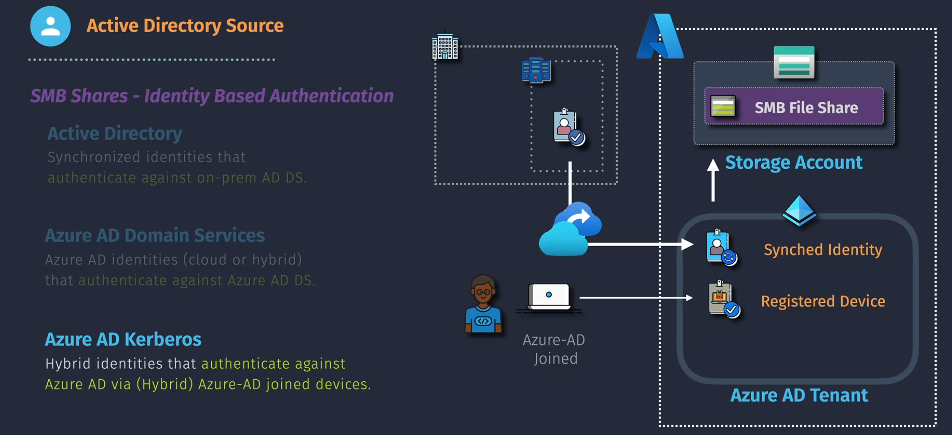 Active Directory Source
SMB Shares - Identity Based Authentication
Active Directory
Synchronized identities that
authenticate against on-prem AD DS.
Azure AD Domain Services
Azure AD identities (cloud or hybrid)
that authenticate against Azure AD DS.
Azure AD Kerberos
Hybrid identities that authenticate against
Azure AD via (Hybrid) Azure-AD joined devices.
SMB File Share
Storage Account
Synched Identity
Registered Device
Azure-AD
Joined
Azure AD Tenant